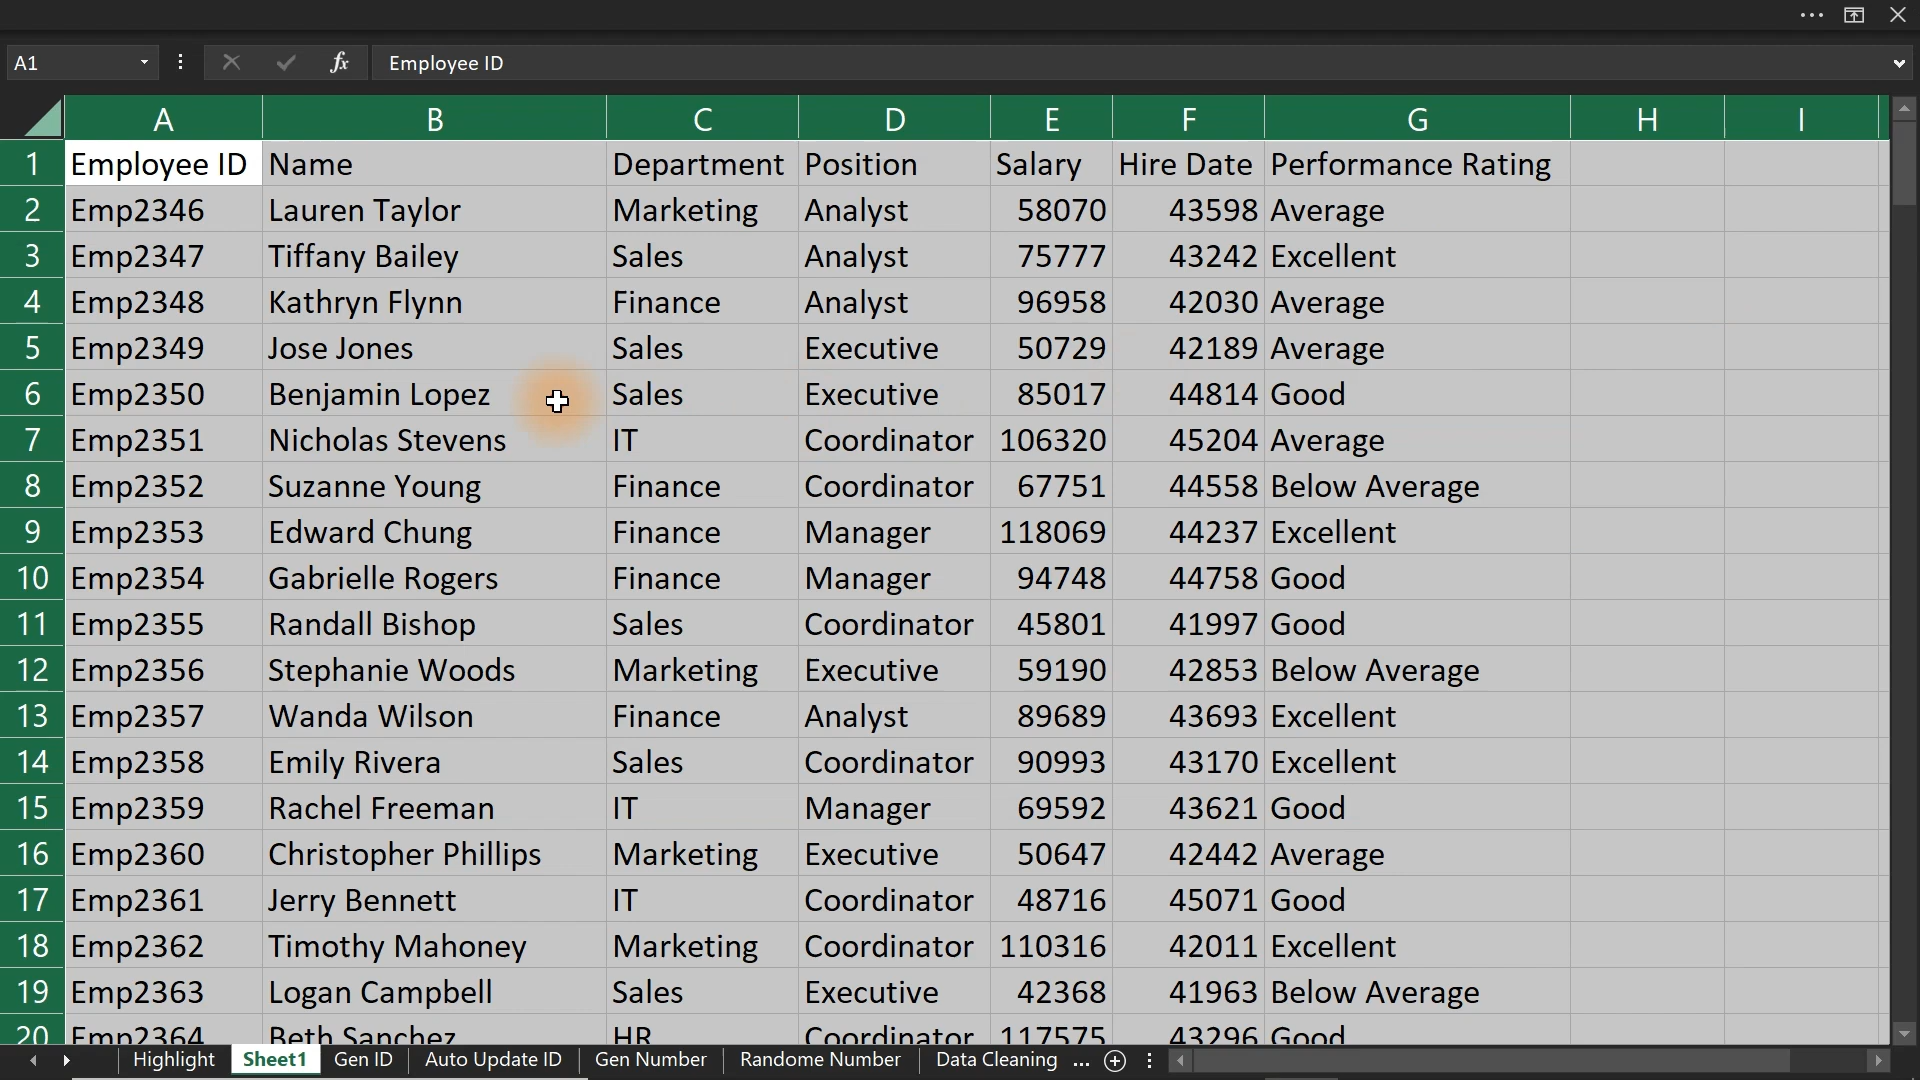 A1 fx Employee ID
A B C D E F G H I
1 Employee ID Name Department Position Salary Hire Date Performance Rating
2 Emp2346 Lauren Taylor Marketing Analyst 58070 43598 Average
3 Emp2347 Tiffany Bailey Sales Analyst 75777 43242 Excellent
4 Emp2348 Kathryn Flynn Finance Analyst 96958 42030 Average
5 Emp2349 Jose Jones Sales Executive 50729 42189 Average
6 Emp2350 Benjamin Lopez Sales Executive 85017 44814 Good
7 Emp2351 Nicholas Stevens IT Coordinator 106320 45204 Average
8 Emp2352 Suzanne Young Finance Coordinator 67751 44558 Below Average
9 Emp2353 Edward Chung Finance Manager 118069 44237 Excellent
10 Emp2354 Gabrielle Rogers Finance Manager 94748 44758 Good
11 Emp2355 Randall Bishop Sales Coordinator 45801 41997 Good
12 Emp2356 Stephanie Woods Marketing Executive 59190 42853 Below Average
13 Emp2357 Wanda Wilson Finance Analyst 89689 43693 Excellent
14 Emp2358 Emily Rivera Sales Coordinator 90993 43170 Excellent
15 Emp2359 Rachel Freeman IT Manager 69592 43621 Good
16 Emp2360 Christopher Phillips Marketing Executive 50647 42442 Average
17 Emp2361 Jerry Bennett IT Coordinator 48716 45071 Good
18 Emp2362 Timothy Mahoney Marketing Coordinator 110316 42011 Excellent
19 Emp2363 Logan Campbell Sales Executive 42368 41963 Below Average
20 Emp2364 Beth Sanchez HR Coordinator 117575 43296 Good
Highlight Sheet1 Gen ID Auto Update ID Gen Number Randome Number Data Cleaning ...